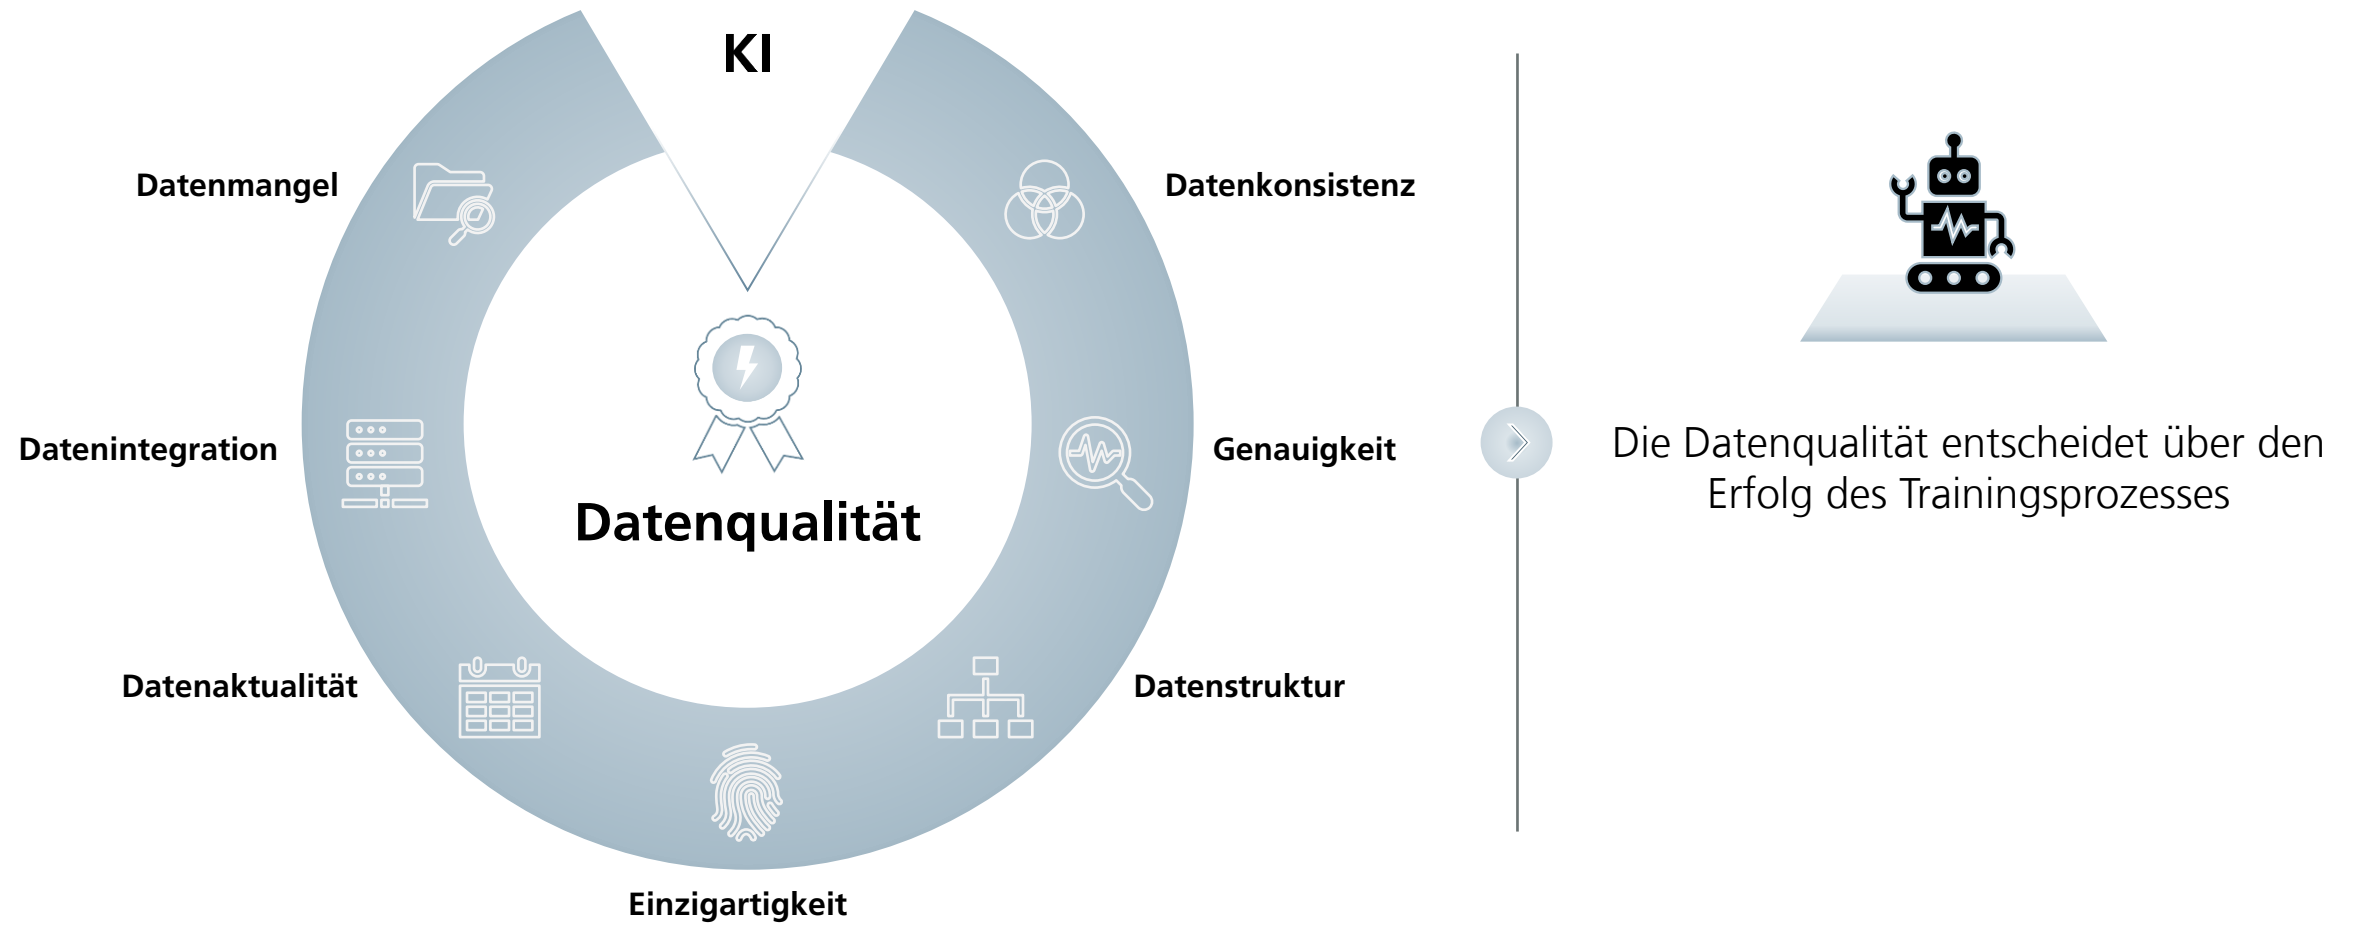 KI
Datenmangel
Datenkonsistenz
Datenintegration
Genauigkeit
Datenqualität
Datenaktualität
Datenstruktur
Einzigartigkeit
Die Datenqualität entscheidet über den
Erfolg des Trainingsprozesses